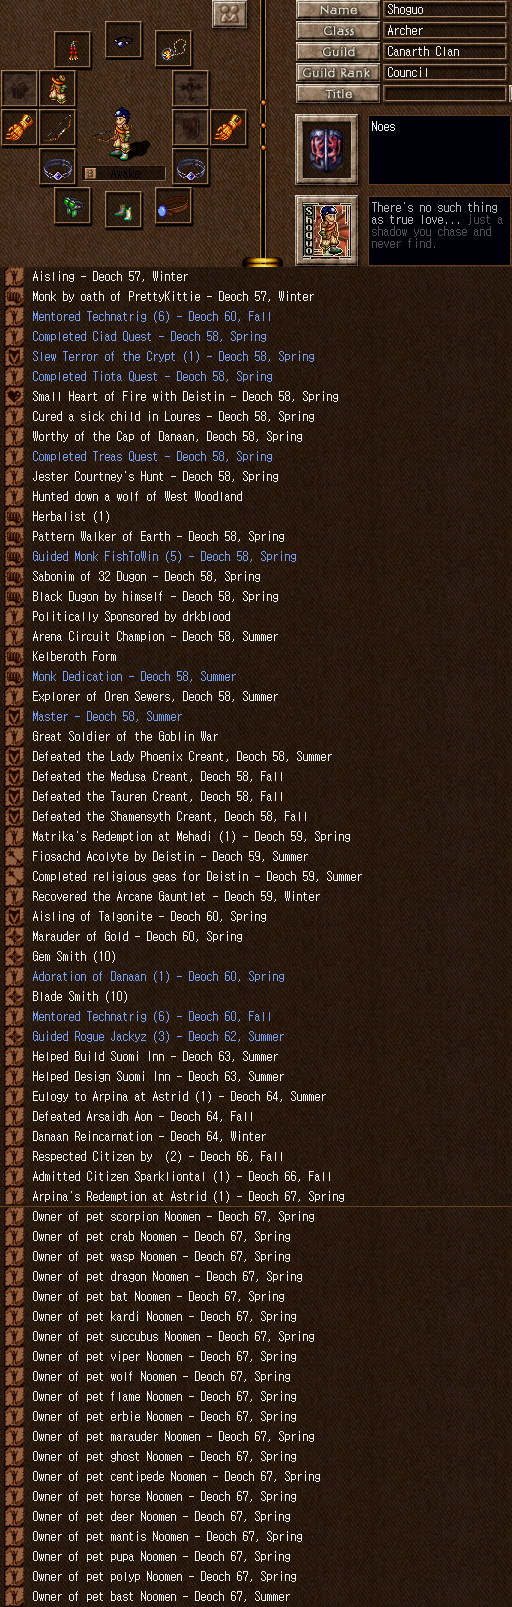 Name Shoguo
Class Archer
Guild Canarth Clan
Guild Rank Council
Title
Noes
B Awake
Shoguo
There's no such thing
as true love... just a
shadow you chase and
never find.
Aisling - Deoch 57, Winter
Monk by oath of PrettyKittie - Deoch 57, Winter
Mentored Technatrig (6) - Deoch 60, Fall
Completed Ciad Quest - Deoch 58, Spring
Slew Terror of the Crypt (1) - Deoch 58, Spring
Completed Tiota Quest - Deoch 58, Spring
Small Heart of Fire with Deistin - Deoch 58, Spring
Cured a sick child in Loures - Deoch 58, Spring
Worthy of the Cap of Danaan, Deoch 58, Spring
Completed Treas Quest - Deoch 58, Spring
Jester Courtney's Hunt - Deoch 58, Spring
Hunted down a wolf of West Woodland
Herbalist (1)
Pattern Walker of Earth - Deoch 58, Spring
Guided Monk FishToWin (5) - Deoch 58, Spring
Sabonim of 32 Dugon - Deoch 58, Spring
Black Dugon by himself - Deoch 58, Spring
Politically Sponsored by drkblood
Arena Circuit Champion - Deoch 58, Summer
Kelberoth Form
Monk Dedication - Deoch 58, Summer
Explorer of Oren Sewers, Deoch 58, Summer
Master - Deoch 58, Summer
Great Soldier of the Goblin War
Defeated the Lady Phoenix Creant, Deoch 58, Summer
Defeated the Medusa Creant, Deoch 58, Fall
Defeated the Tauren Creant, Deoch 58, Fall
Defeated the Shamensyth Creant, Deoch 58, Fall
Matrika's Redemption at Mehadi (1) - Deoch 59, Spring
Fiosachd Acolyte by Deistin - Deoch 59, Summer
Completed religious geas for Deistin - Deoch 59, Summer
Recovered the Arcane Gauntlet - Deoch 59, Winter
Aisling of Talgonite - Deoch 60, Spring
Marauder of Gold - Deoch 60, Spring
Gem Smith (10)
Adoration of Danaan (1) - Deoch 60, Spring
Blade Smith (10)
Mentored Technatrig (6) - Deoch 60, Fall
Guided Rogue Jackyz (3) - Deoch 62, Summer
Helped Build Suomi Inn - Deoch 63, Summer
Helped Design Suomi Inn - Deoch 63, Summer
Eulogy to Arpina at Astrid (1) - Deoch 64, Summer
Defeated Arsaidh Aon - Deoch 64, Fall
Danaan Reincarnation - Deoch 64, Winter
Respected Citizen by  (2) - Deoch 66, Fall
Admitted Citizen Sparkliontal (1) - Deoch 66, Fall
Arpina's Redemption at Astrid (1) - Deoch 67, Spring
Owner of pet scorpion Noomen - Deoch 67, Spring
Owner of pet crab Noomen - Deoch 67, Spring
Owner of pet wasp Noomen - Deoch 67, Spring
Owner of pet dragon Noomen - Deoch 67, Spring
Owner of pet bat Noomen - Deoch 67, Spring
Owner of pet kardi Noomen - Deoch 67, Spring
Owner of pet succubus Noomen - Deoch 67, Spring
Owner of pet viper Noomen - Deoch 67, Spring
Owner of pet wolf Noomen - Deoch 67, Spring
Owner of pet flame Noomen - Deoch 67, Spring
Owner of pet erbie Noomen - Deoch 67, Spring
Owner of pet marauder Noomen - Deoch 67, Spring
Owner of pet ghost Noomen - Deoch 67, Spring
Owner of pet centipede Noomen - Deoch 67, Spring
Owner of pet horse Noomen - Deoch 67, Spring
Owner of pet deer Noomen - Deoch 67, Spring
Owner of pet mantis Noomen - Deoch 67, Spring
Owner of pet pupa Noomen - Deoch 67, Spring
Owner of pet polyp Noomen - Deoch 67, Spring
Owner of pet bast Noomen - Deoch 67, Summer